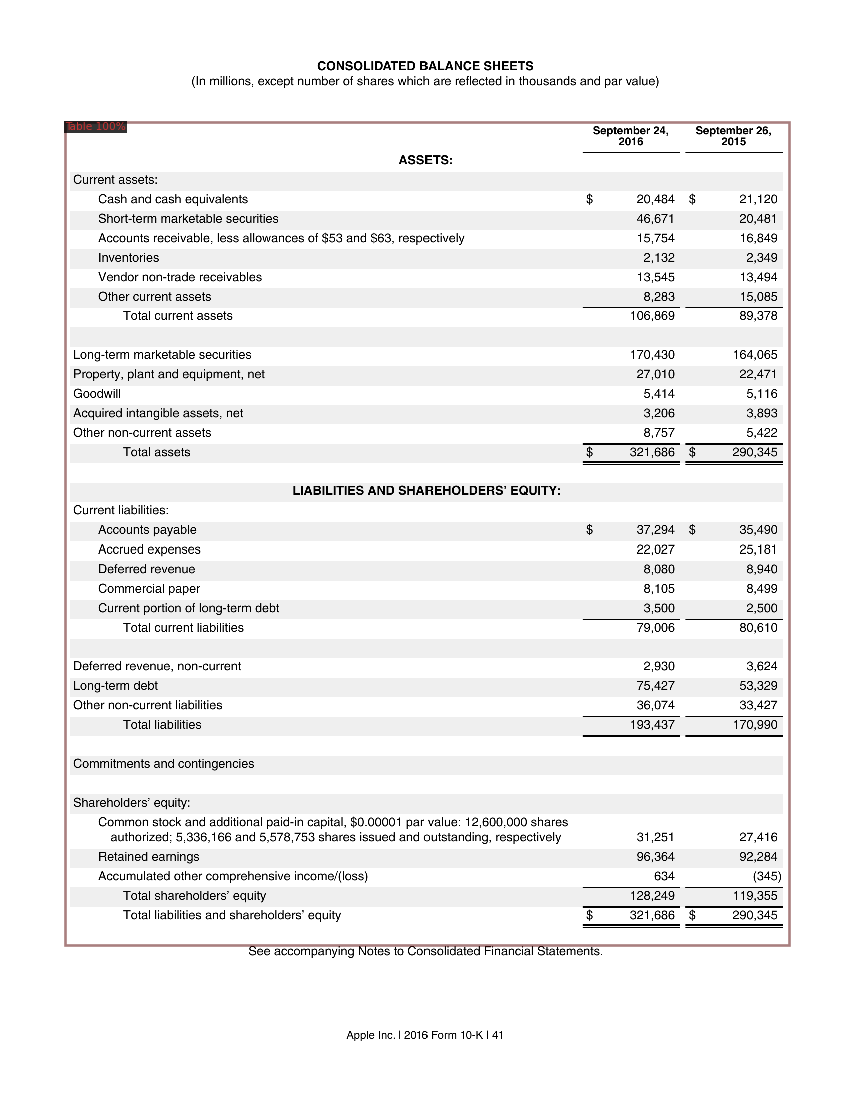 CONSOLIDATED BALANCE SHEETS
(In millions, except number of shares which are reflected in thousands and par value)
Table 100%
September 24, 2016 September 26, 2015
ASSETS:
Current assets:
Cash and cash equivalents $ 20,484 $ 21,120
Short-term marketable securities 46,671 20,481
Accounts receivable, less allowances of $53 and $63, respectively 15,754 16,849
Inventories 2,132 2,349
Vendor non-trade receivables 13,545 13,494
Other current assets 8,283 15,085
Total current assets 106,869 89,378
Long-term marketable securities 170,430 164,065
Property, plant and equipment, net 27,010 22,471
Goodwill 5,414 5,116
Acquired intangible assets, net 3,206 3,893
Other non-current assets 8,757 5,422
Total assets $ 321,686 $ 290,345
LIABILITIES AND SHAREHOLDERS’ EQUITY:
Current liabilities:
Accounts payable $ 37,294 $ 35,490
Accrued expenses 22,027 25,181
Deferred revenue 8,080 8,940
Commercial paper 8,105 8,499
Current portion of long-term debt 3,500 2,500
Total current liabilities 79,006 80,610
Deferred revenue, non-current 2,930 3,624
Long-term debt 75,427 53,329
Other non-current liabilities 36,074 33,427
Total liabilities 193,437 170,990
Commitments and contingencies
Shareholders’ equity:
Common stock and additional paid-in capital, $0.00001 par value: 12,600,000 shares
authorized; 5,336,166 and 5,578,753 shares issued and outstanding, respectively 31,251 27,416
Retained earnings 96,364 92,284
Accumulated other comprehensive income/(loss) 634 (345)
Total shareholders’ equity 128,249 119,355
Total liabilities and shareholders’ equity $ 321,686 $ 290,345
See accompanying Notes to Consolidated Financial Statements.
Apple Inc. | 2016 Form 10-K | 41